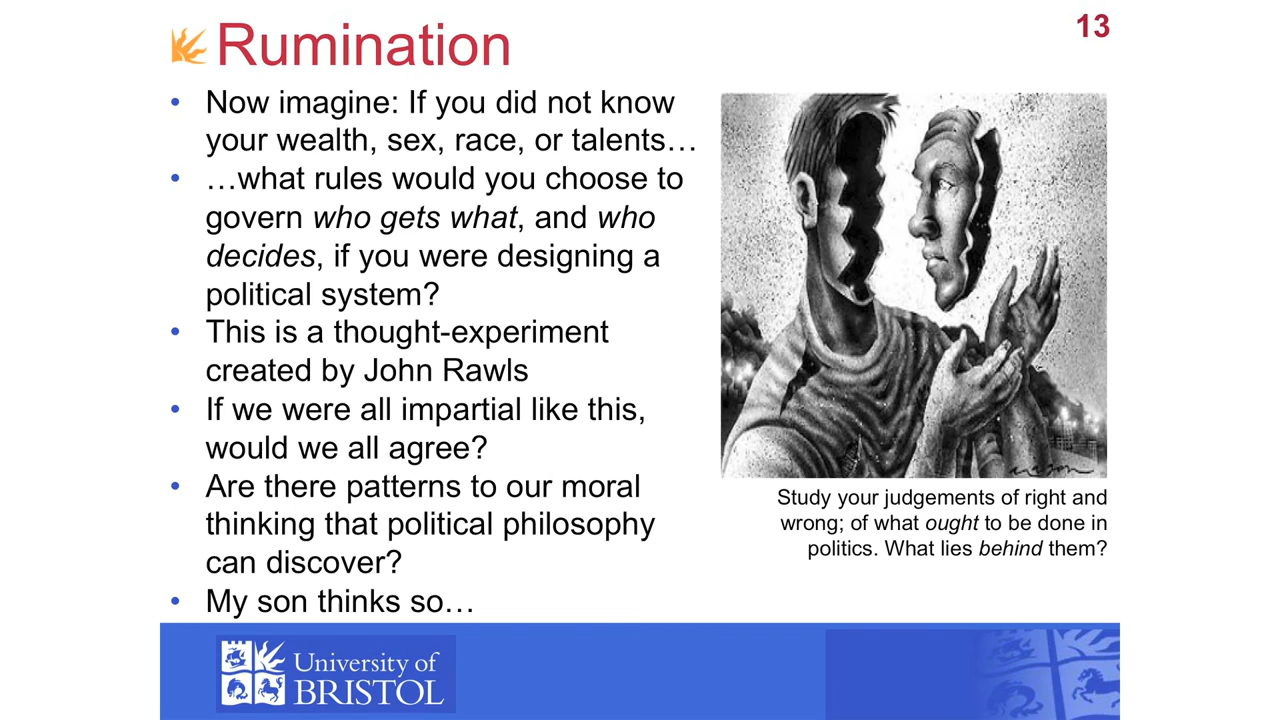 Rumination
13
• Now imagine: If you did not know
your wealth, sex, race, or talents…
• …what rules would you choose to
govern who gets what, and who
decides, if you were designing a
political system?
• This is a thought-experiment
created by John Rawls
• If we were all impartial like this,
would we all agree?
• Are there patterns to our moral
thinking that political philosophy
can discover?
• My son thinks so…
Study your judgements of right and
wrong; of what ought to be done in
politics. What lies behind them?
University of
BRISTOL